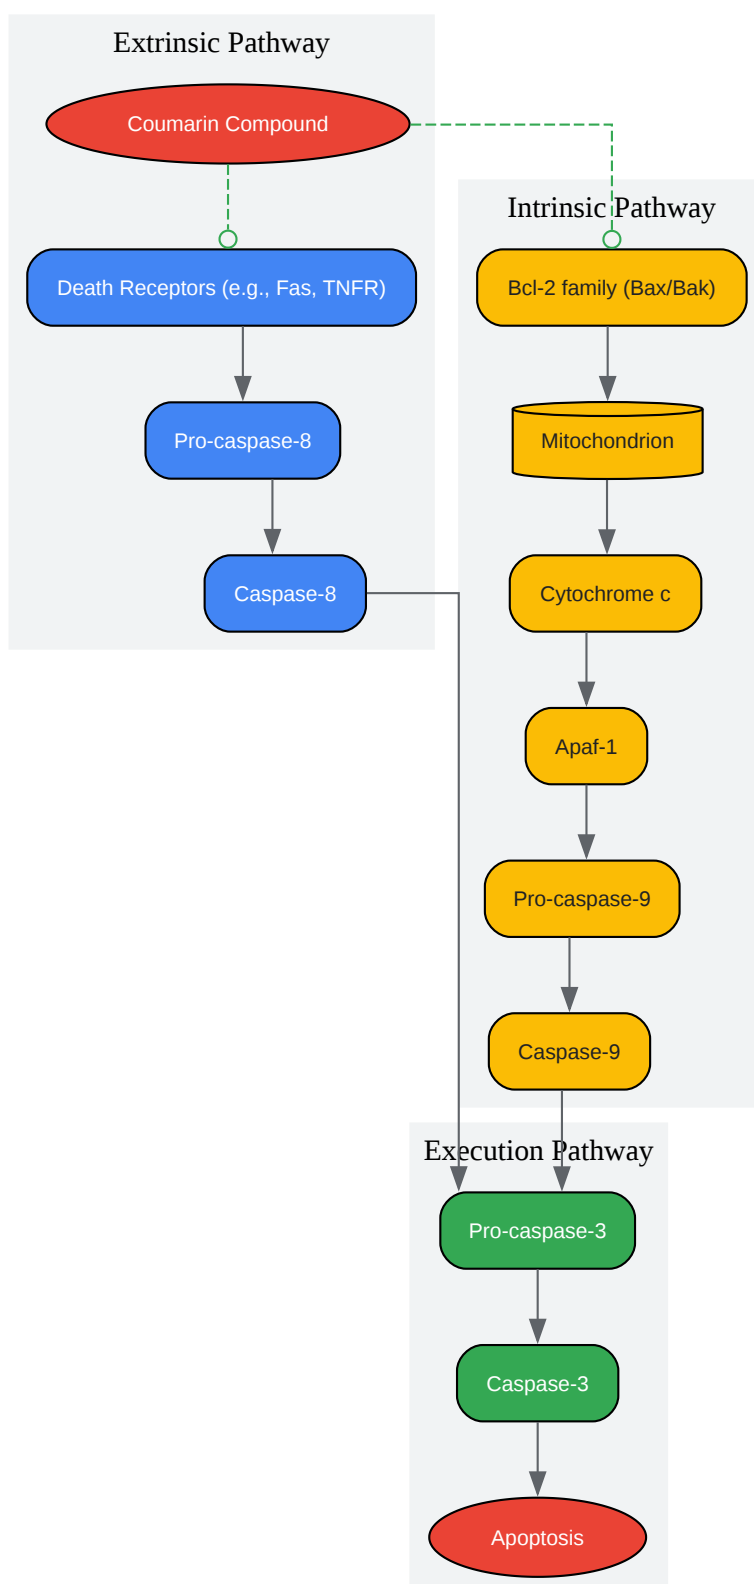 Extrinsic Pathway
Coumarin Compound
Death Receptors (e.g., Fas, TNFR)
Pro-caspase-8
Caspase-8
Intrinsic Pathway
Bcl-2 family (Bax/Bak)
Mitochondrion
Cytochrome c
Apaf-1
Pro-caspase-9
Caspase-9
Execution Pathway
Pro-caspase-3
Caspase-3
Apoptosis